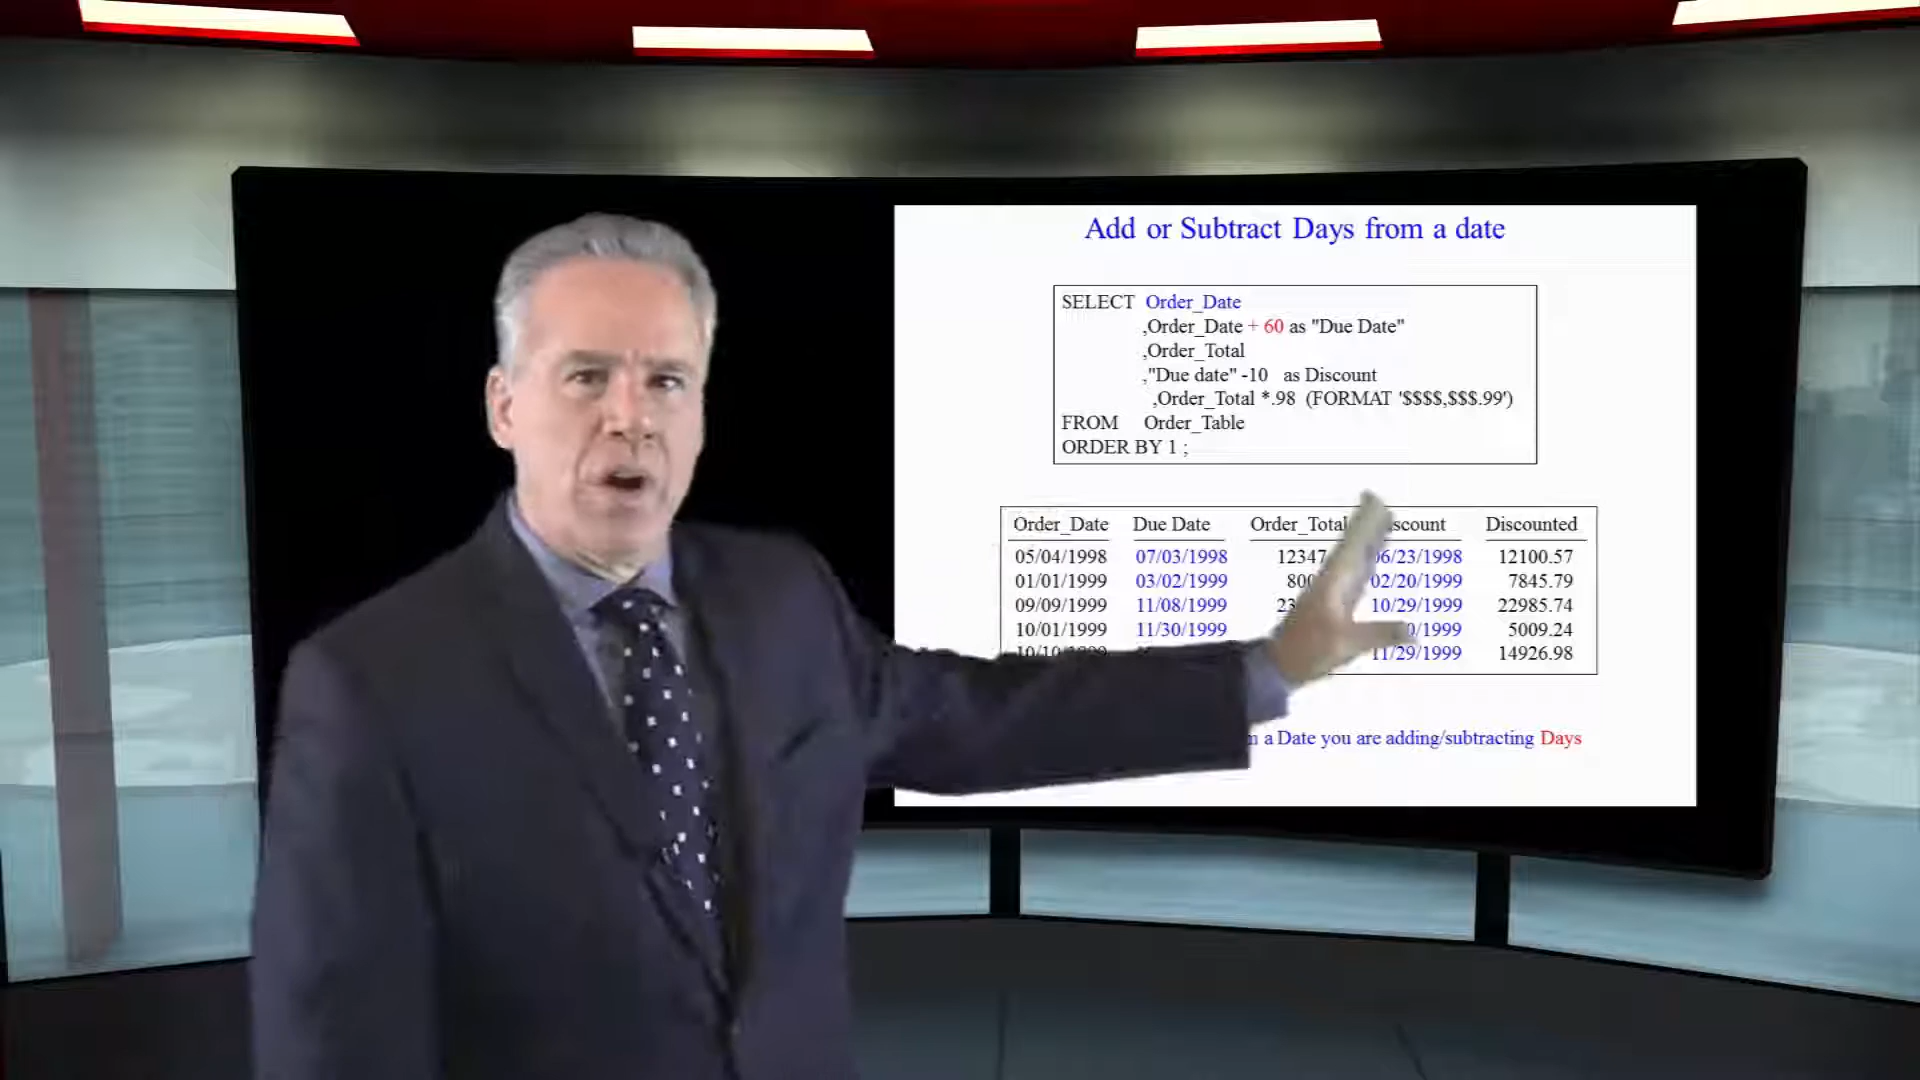 Add or Subtract Days from a date
SELECT Order_Date
,Order_Date + 60 as "Due Date"
,Order_Total
,"Due date" -10 as Discount
,Order_Total *.98 (FORMAT '$$$$,$$$.99')
FROM Order_Table
ORDER BY 1 ;
Order_Date Due Date Order_Total Discounted
05/04/1998 07/03/1998 12347 06/23/1998 12100.57
01/01/1999 03/02/1999 02/20/1999 7845.79
09/09/1999 11/08/1999 10/29/1999 22985.74
10/01/1999 11/30/1999 5009.24
11/29/1999 14926.98
a Date you are adding/subtracting Days